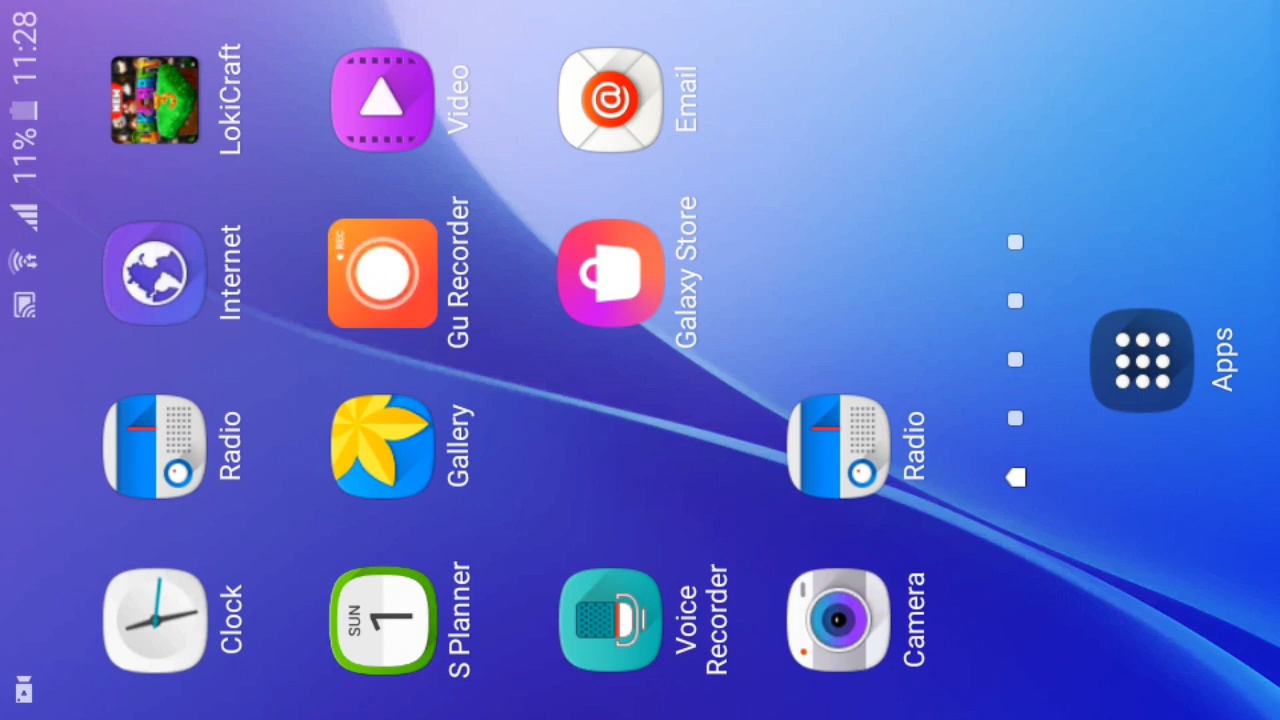 11% 11:28
Clock
Radio
Internet
LokiCraft
NEW
SUN
1
REC
S Planner
Gallery
Gu Recorder
Video
@
Voice
Recorder
Galaxy Store
Email
Camera
Radio
Apps